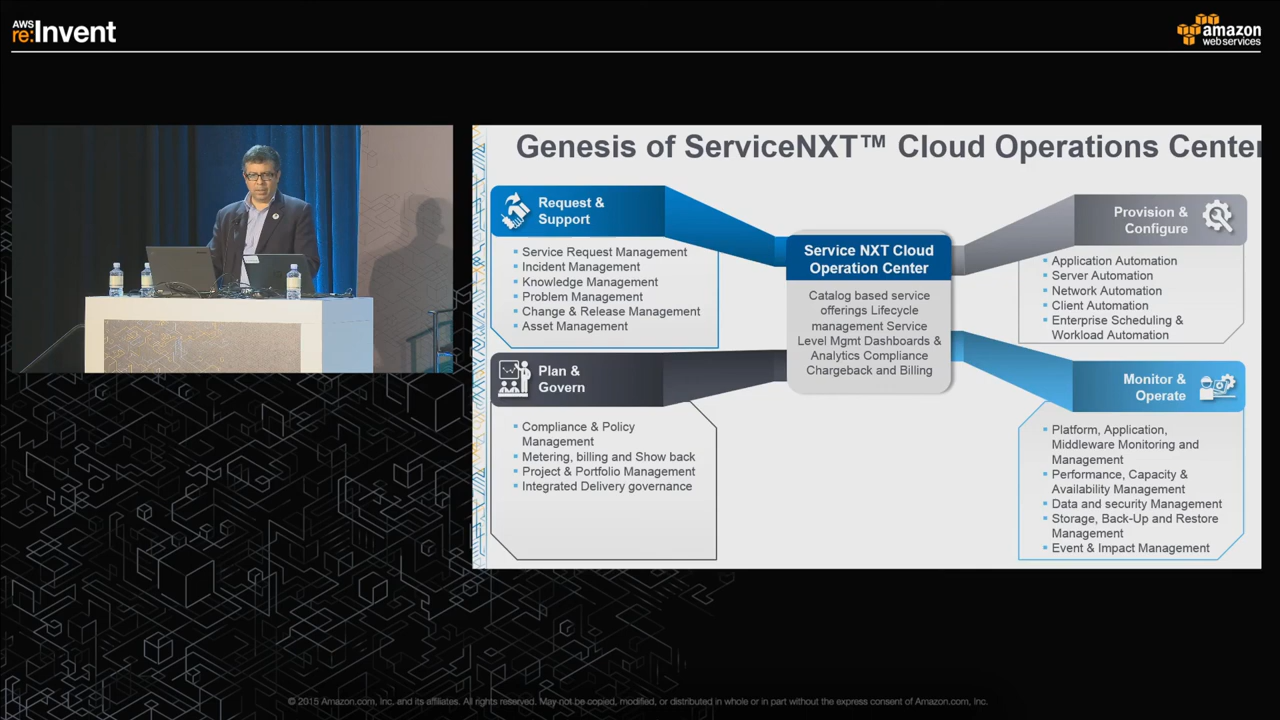 AWS
re:Invent
amazon
web services
Genesis of ServiceNXT™ Cloud Operations Center
Request &
Support
Service Request Management
Incident Management
Knowledge Management
Problem Management
Change & Release Management
Asset Management
Plan &
Govern
Compliance & Policy
Management
Metering, billing and Show back
Project & Portfolio Management
Integrated Delivery governance
Service NXT Cloud
Operation Center
Catalog based service
offerings Lifecycle
management Service
Level Mgmt Dashboards &
Analytics Compliance
Chargeback and Billing
Provision &
Configure
Application Automation
Server Automation
Network Automation
Client Automation
Enterprise Scheduling &
Workload Automation
Monitor &
Operate
Platform, Application,
Middleware Monitoring and
Management
Performance, Capacity &
Availability Management
Data and security Management
Storage, Back-Up and Restore
Management
Event & Impact Management
© 2015 Amazon.com, Inc. and its affiliates. All rights reserved. May not be copied, modified, or distributed in whole or in part without the express consent of Amazon.com, Inc.